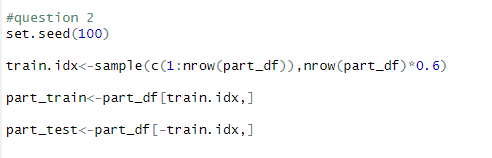 #question 2
set.seed(100)
train.idx<-sample(c(1:nrow(part_df)),nrow(part_df)*0.6)
part_train<-part_df[train.idx,]
part_test<-part_df[-train.idx,]